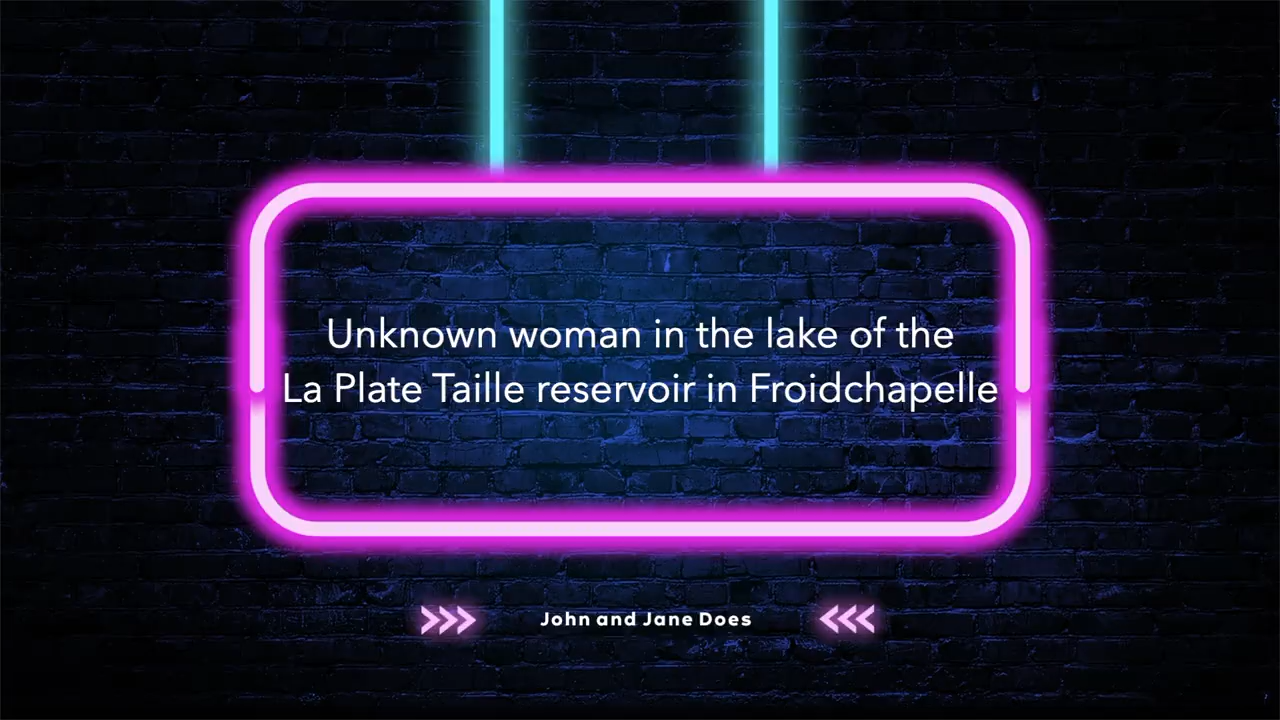 Unknown woman in the lake of the
La Plate Taille reservoir in Froidchapelle
John and Jane Does